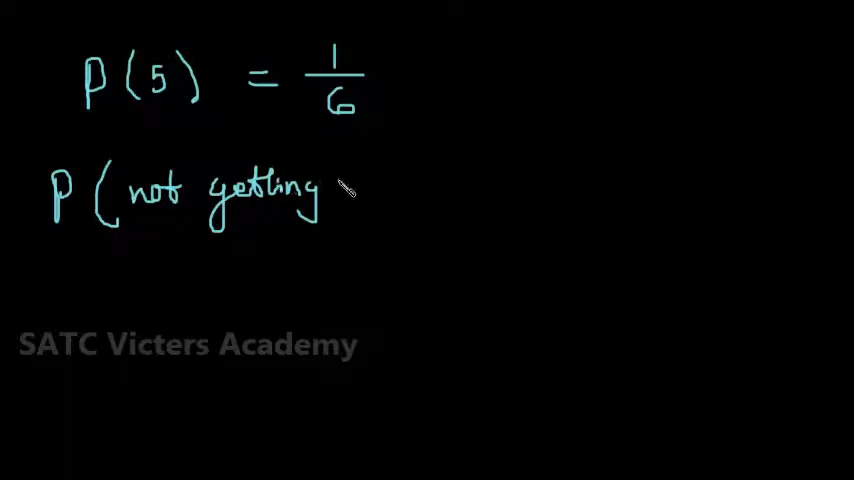 P(5) = 1/6
P(not getting
SATC Victers Academy